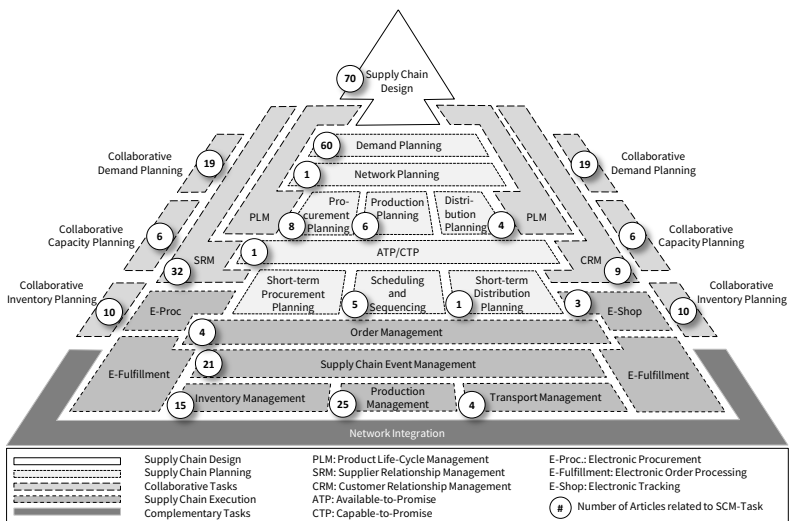 70
Supply Chain
Design
60
Demand Planning
1
Network Planning
19
Collaborative
Demand Planning
19
Collaborative
Demand Planning
PLM
8
Pro-
curement
Planning
6
Production
Planning
Distri-
bution
Planning
4
PLM
Collaborative
Capacity Planning
6
6
Collaborative
Capacity Planning
SRM
32
1
ATP/CTP
CRM
9
Collaborative
Inventory Planning
10
E-Proc
Short-term
Procurement
Planning
5
Scheduling
and
Sequencing
1
Short-term
Distribution
Planning
3
E-Shop
10
Collaborative
Inventory Planning
4
Order Management
E-Fulfillment
21
Supply Chain Event Management
E-Fulfillment
15
Inventory Management
25
Production
Management
4
Transport Management
Network Integration
Supply Chain Design
Supply Chain Planning
Collaborative Tasks
Supply Chain Execution
Complementary Tasks
PLM: Product Life-Cycle Management
SRM: Supplier Relationship Management
CRM: Customer Relationship Management
ATP: Available-to-Promise
CTP: Capable-to-Promise
E-Proc.: Electronic Procurement
E-Fulfillment: Electronic Order Processing
E-Shop: Electronic Tracking
# Number of Articles related to SCM-Task